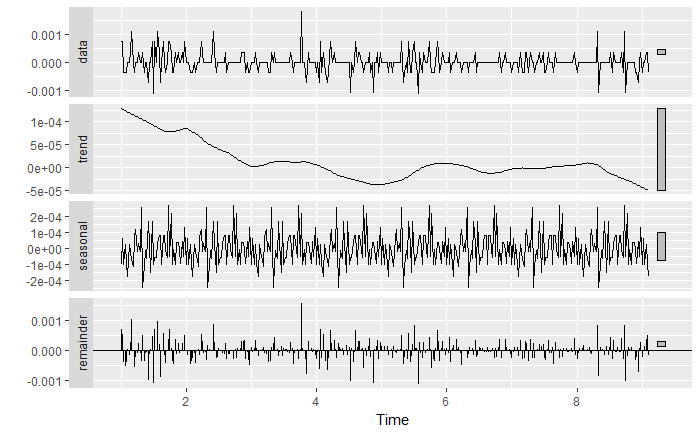 data
0.001
0.000
-0.001
trend
1e-04
5e-05
0e+00
-5e-05
seasonal
2e-04
1e-04
0e+00
-1e-04
-2e-04
remainder
0.001
0.000
-0.001
2 4 6 8
Time